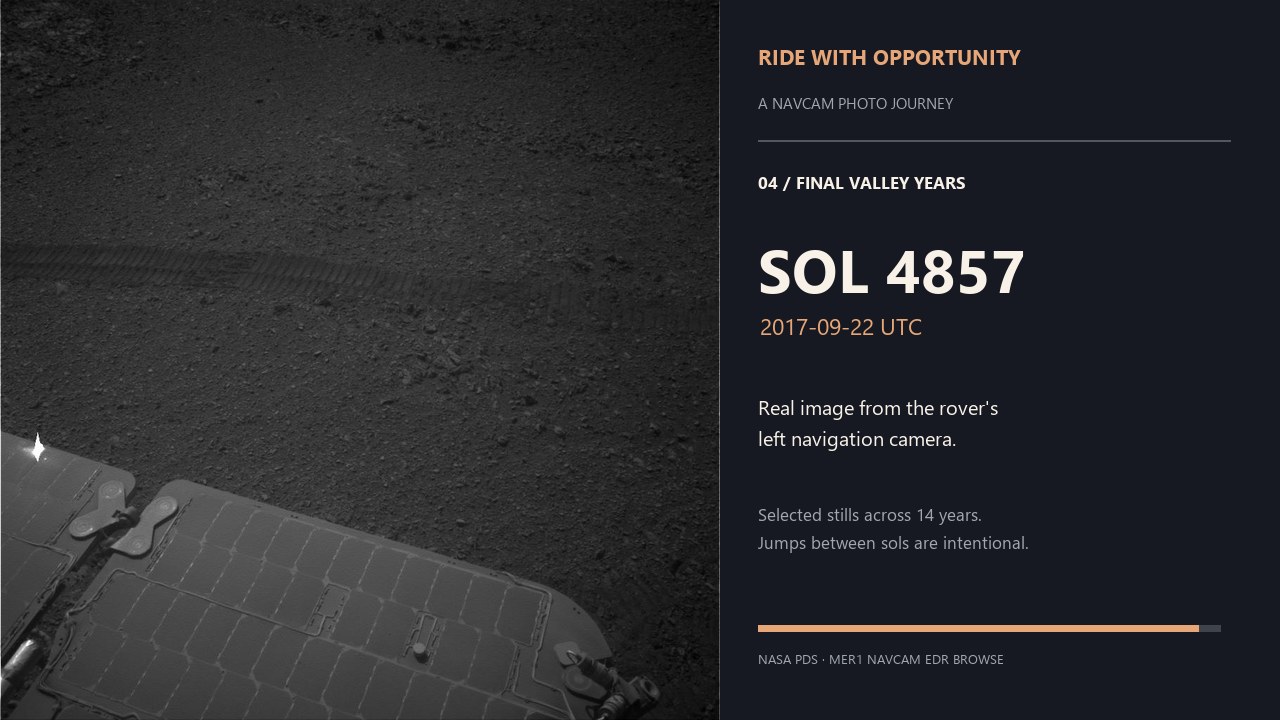 RIDE WITH OPPORTUNITY
A NAVCAM PHOTO JOURNEY
04 / FINAL VALLEY YEARS
SOL 4857
2017-09-22 UTC
Real image from the rover's
left navigation camera.
Selected stills across 14 years.
Jumps between sols are intentional.
NASA PDS · MER1 NAVCAM EDR BROWSE